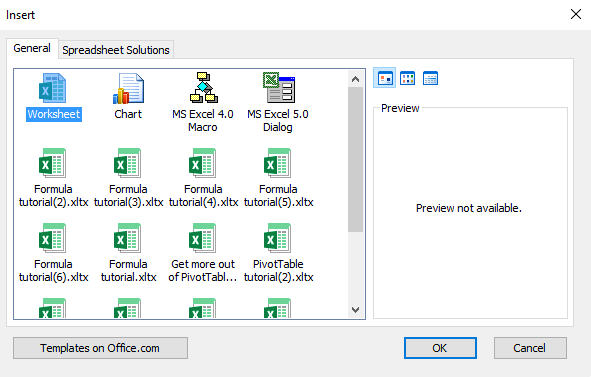 Insert
General
Spreadsheet Solutions
Worksheet
Chart
MS Excel 4.0
Macro
MS Excel 5.0
Dialog
Formula
tutorial(2).xltx
Formula
tutorial(3).xltx
Formula
tutorial(4).xltx
Formula
tutorial(5).xltx
Formula
tutorial(6).xltx
Formula
tutorial.xltx
Get more out
of PivotTabl...
PivotTable
tutorial(2).xltx
Preview
Preview not available.
Templates on Office.com
OK
Cancel